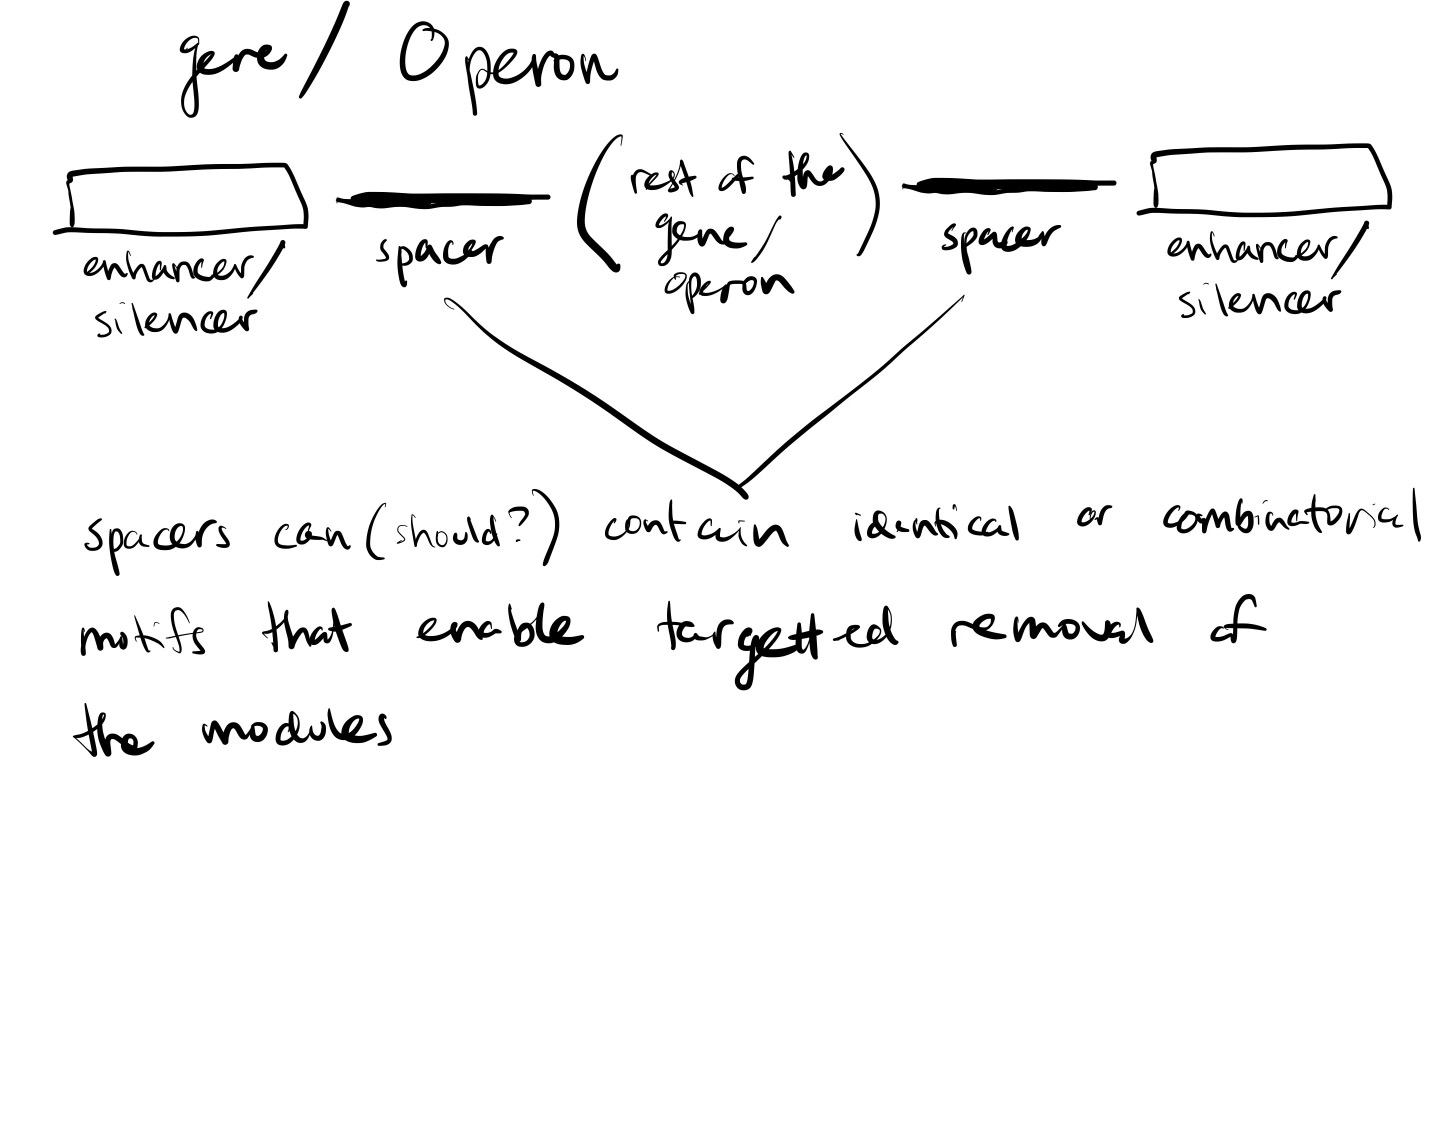 gene/ Operon
enhancer/
silencer
spacer
(rest of the
gene/
operon)
spacer
enhancer/
silencer
spacers can (should?) contain identical or combinatorial
motifs that enable targetted removal of
the modules